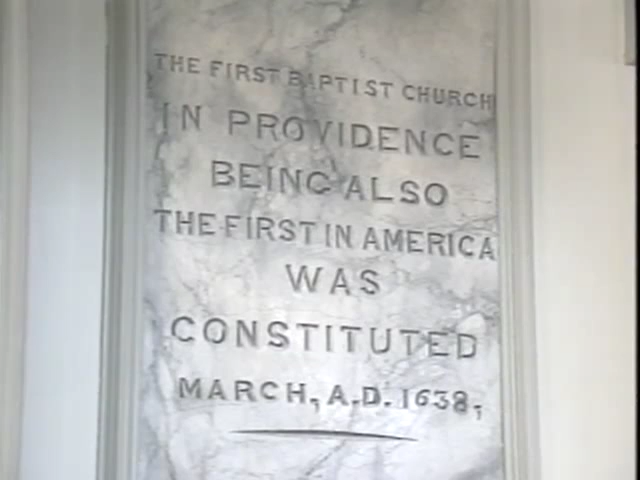 THE FIRST BAPTIST CHURCH
IN PROVIDENCE
BEING ALSO
THE FIRST IN AMERICA
WAS
CONSTITUTED
MARCH, A.D. 1638,